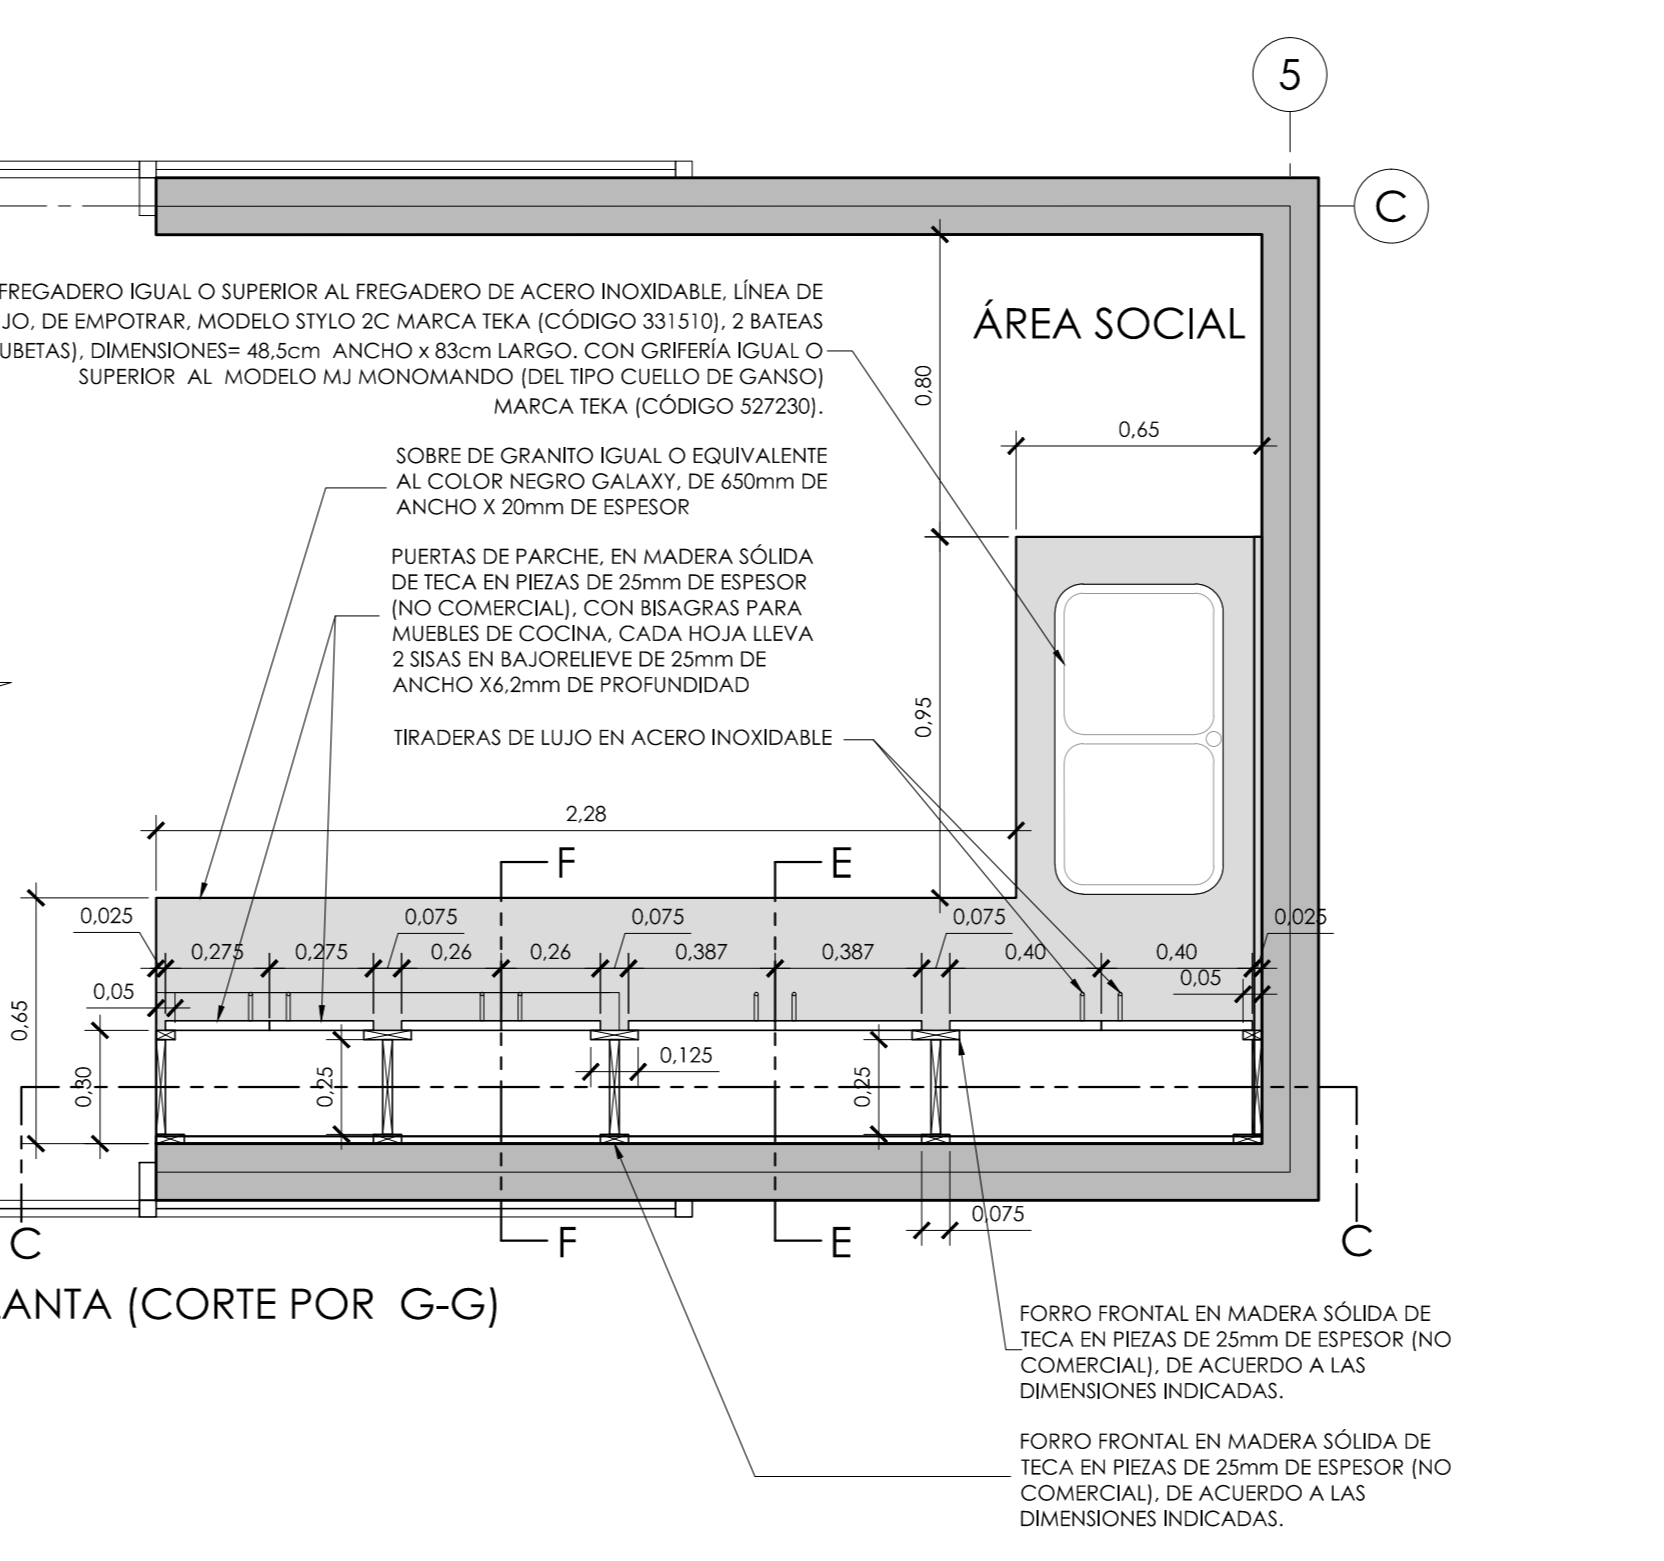 5
C
FREGADERO IGUAL O SUPERIOR AL FREGADERO DE ACERO INOXIDABLE, LÍNEA DE
JO, DE EMPOTRAR, MODELO STYLO 2C MARCA TEKA (CÓDIGO 331510), 2 BATEAS
UBETAS), DIMENSIONES= 48,5cm ANCHO x 83cm LARGO. CON GRIFERÍA IGUAL O
SUPERIOR AL MODELO MJ MONOMANDO (DEL TIPO CUELLO DE GANSO)
MARCA TEKA (CÓDIGO 527230).
ÁREA SOCIAL
0,80
0,65
SOBRE DE GRANITO IGUAL O EQUIVALENTE
AL COLOR NEGRO GALAXY, DE 650mm DE
ANCHO X 20mm DE ESPESOR
PUERTAS DE PARCHE, EN MADERA SÓLIDA
DE TECA EN PIEZAS DE 25mm DE ESPESOR
(NO COMERCIAL), CON BISAGRAS PARA
MUEBLES DE COCINA, CADA HOJA LLEVA
2 SISAS EN BAJORELIEVE DE 25mm DE
ANCHO X6,2mm DE PROFUNDIDAD
0,95
TIRADERAS DE LUJO EN ACERO INOXIDABLE
2,28
F
E
0,025
0,075
0,075
0,075
0,025
0,275
0,275
0,26
0,26
0,387
0,387
0,40
0,40
0,05
0,05
0,65
0,30
0,25
0,125
0,25
0,075
C
F
E
C
LANTA (CORTE POR G-G)
FORRO FRONTAL EN MADERA SÓLIDA DE
TECA EN PIEZAS DE 25mm DE ESPESOR (NO
COMERCIAL), DE ACUERDO A LAS
DIMENSIONES INDICADAS.
FORRO FRONTAL EN MADERA SÓLIDA DE
TECA EN PIEZAS DE 25mm DE ESPESOR (NO
COMERCIAL), DE ACUERDO A LAS
DIMENSIONES INDICADAS.